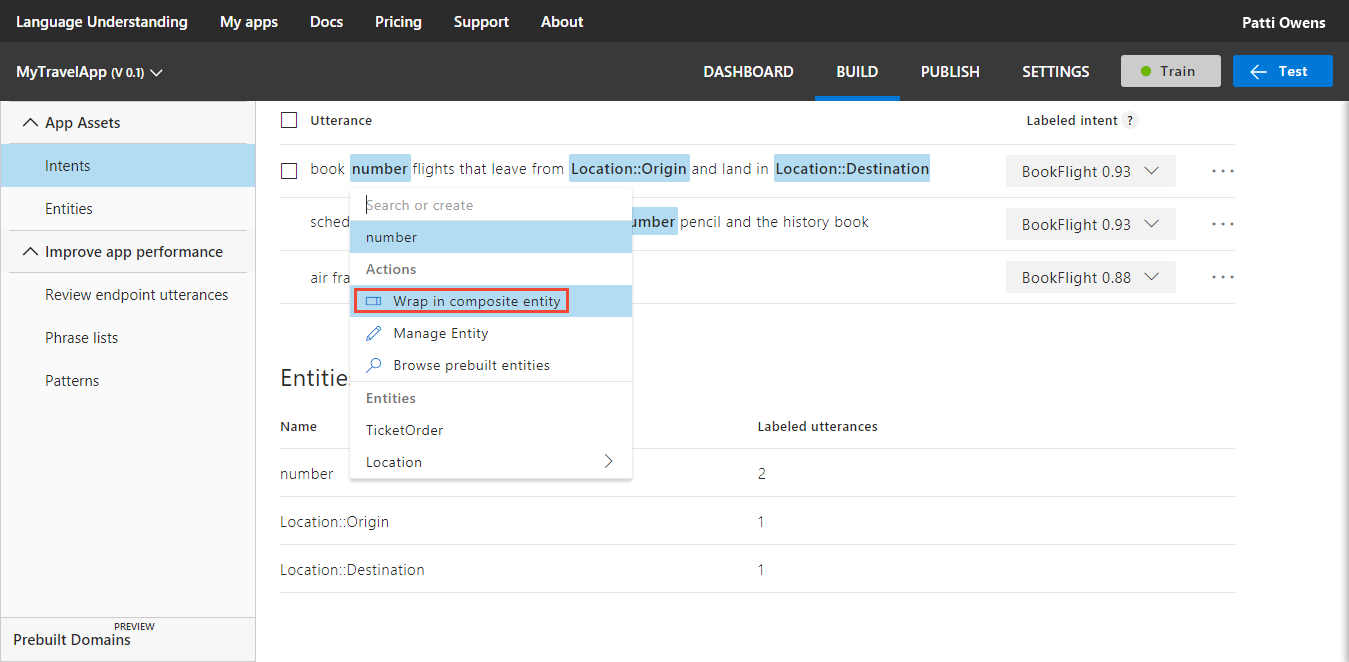 Language Understanding My apps Docs Pricing Support About Patti Owens
MyTravelApp (V 0.1) DASHBOARD BUILD PUBLISH SETTINGS Train Test
App Assets
Intents
Entities
Improve app performance
Review endpoint utterances
Phrase lists
Patterns
PREVIEW
Prebuilt Domains
Utterance Labeled intent ?
book number flights that leave from Location::Origin and land in Location::Destination BookFlight 0.93 ...
sched umber pencil and the history book BookFlight 0.93 ...
air fra BookFlight 0.88 ...
Search or create
number
Actions
Wrap in composite entity
Manage Entity
Browse prebuilt entities
Entities
TicketOrder
Location
Entitie
Name Labeled utterances
number 2
Location::Origin 1
Location::Destination 1